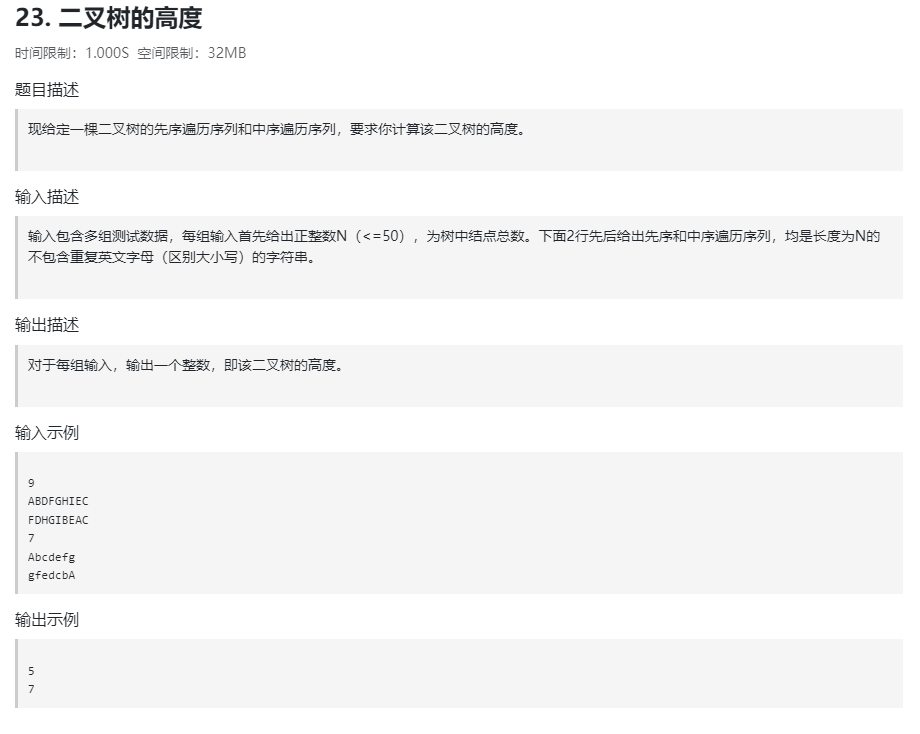 23. 二叉树的高度
时间限制：1.000S 空间限制：32MB
题目描述
现给定一棵二叉树的先序遍历序列和中序遍历序列，要求你计算该二叉树的高度。
输入描述
输入包含多组测试数据，每组输入首先给出正整数N（<=50），为树中结点总数。下面2行先后给出先序和中序遍历序列，均是长度为N的
不包含重复英文字母（区别大小写）的字符串。
输出描述
对于每组输入，输出一个整数，即该二叉树的高度。
输入示例
9
ABDFGHIEC
FDHGIBEAC
7
Abcdefg
gfedcbA
输出示例
5
7